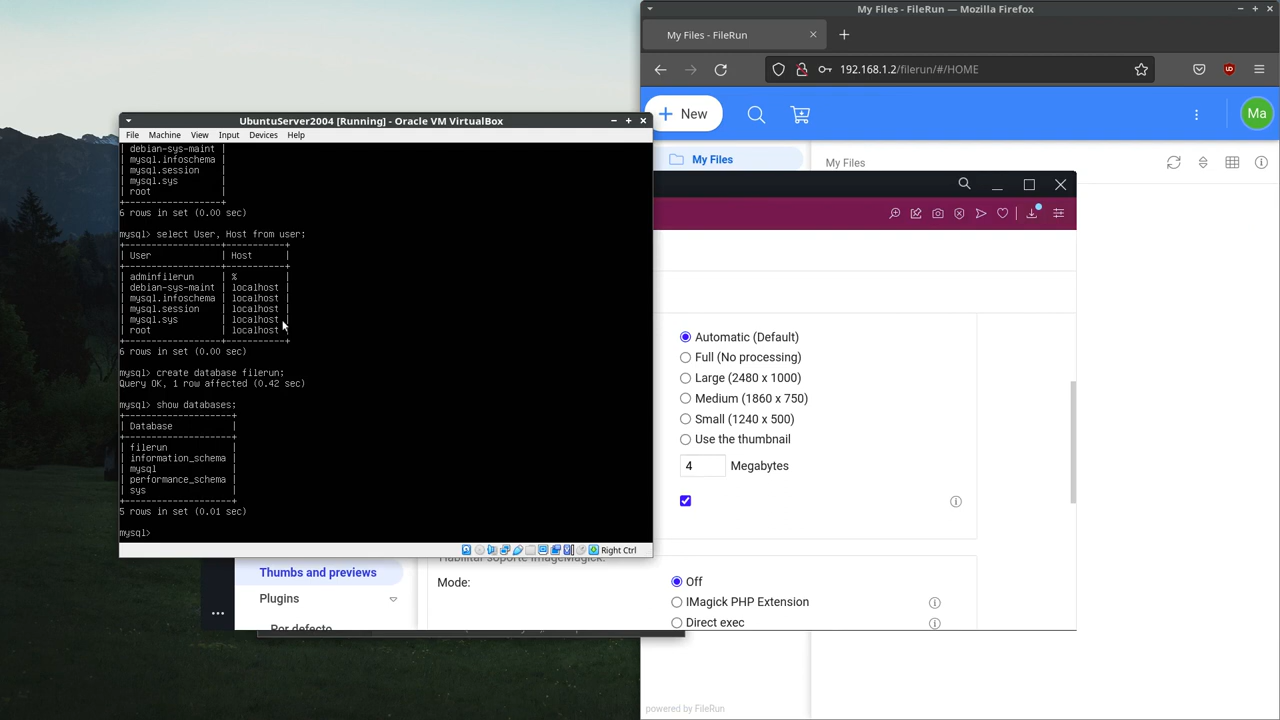 My Files - FileRun — Mozilla Firefox
My Files - FileRun
192.168.1.2/filerun/#/HOME
New
Ma
My Files
My Files
UbuntuServer2004 [Running] - Oracle VM VirtualBox
File Machine View Input Devices Help
| debian-sys-maint |
| mysql.infoschema |
| mysql.session |
| mysql.sys |
| root |
+------------------+
6 rows in set (0.00 sec)
mysql> select User, Host from user;
+------------------+-----------+
| User | Host |
+------------------+-----------+
| adminfilerun | % |
| debian-sys-maint | localhost |
| mysql.infoschema | localhost |
| mysql.session | localhost |
| mysql.sys | localhost |
| root | localhost |
+------------------+-----------+
6 rows in set (0.00 sec)
mysql> create database filerun;
Query OK, 1 row affected (0.42 sec)
mysql> show databases;
+--------------------+
| Database |
+--------------------+
| filerun |
| information_schema |
| mysql |
| performance_schema |
| sys |
+--------------------+
5 rows in set (0.01 sec)
mysql>
Right Ctrl
Automatic (Default)
Full (No processing)
Large (2480 x 1000)
Medium (1860 x 750)
Small (1240 x 500)
Use the thumbnail
4 Megabytes
Habilitar soporte ImageMagick:
Thumbs and previews
Plugins
Por defecto
Mode:
Off
IMagick PHP Extension
Direct exec
powered by FileRun